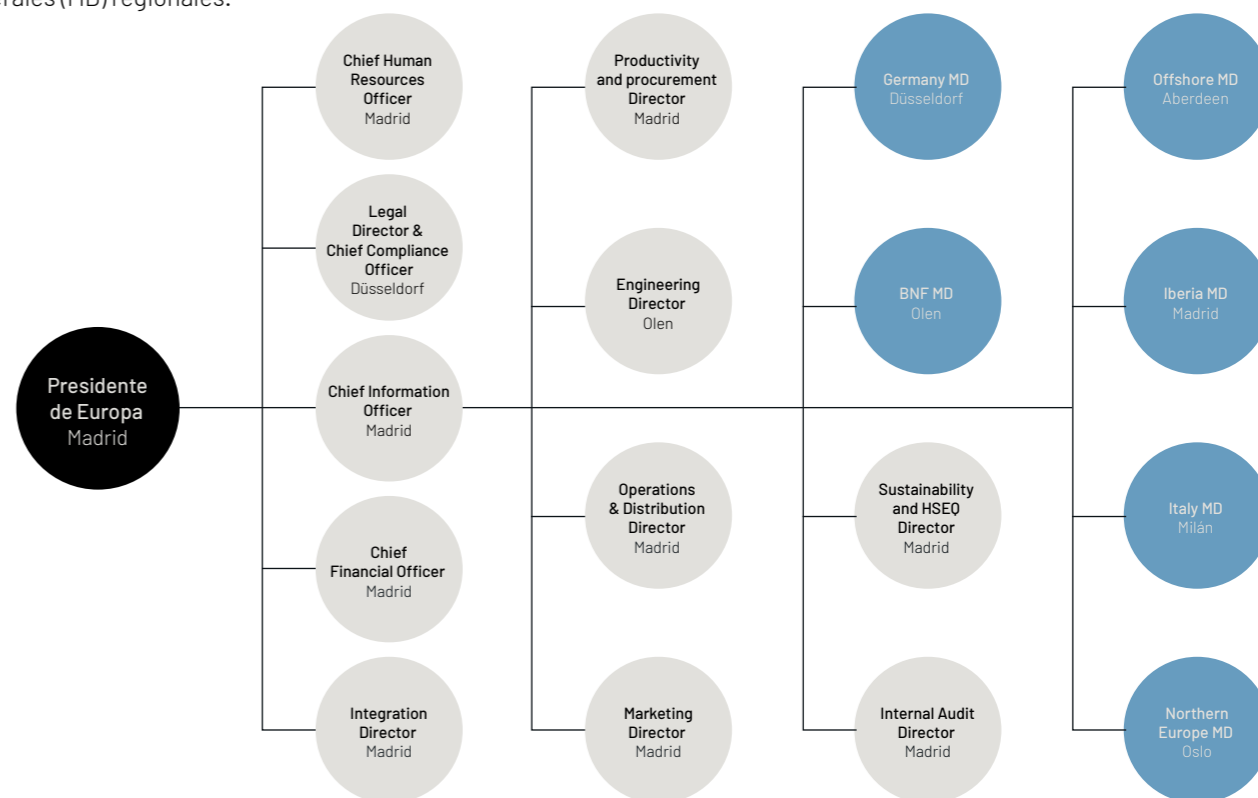 erales (MD) regionales.
Presidente
de Europa
Madrid
Chief Human
Resources
Officer
Madrid
Legal
Director &
Chief Compliance
Officer
Düsseldorf
Chief Information
Officer
Madrid
Chief
Financial Officer
Madrid
Integration
Director
Madrid
Productivity
and procurement
Director
Madrid
Engineering
Director
Olen
Operations
& Distribution
Director
Madrid
Marketing
Director
Madrid
Germany MD
Düsseldorf
BNF MD
Olen
Sustainability
and HSEQ
Director
Madrid
Internal Audit
Director
Madrid
Offshore MD
Aberdeen
Iberia MD
Madrid
Italy MD
Milán
Northern
Europe MD
Oslo